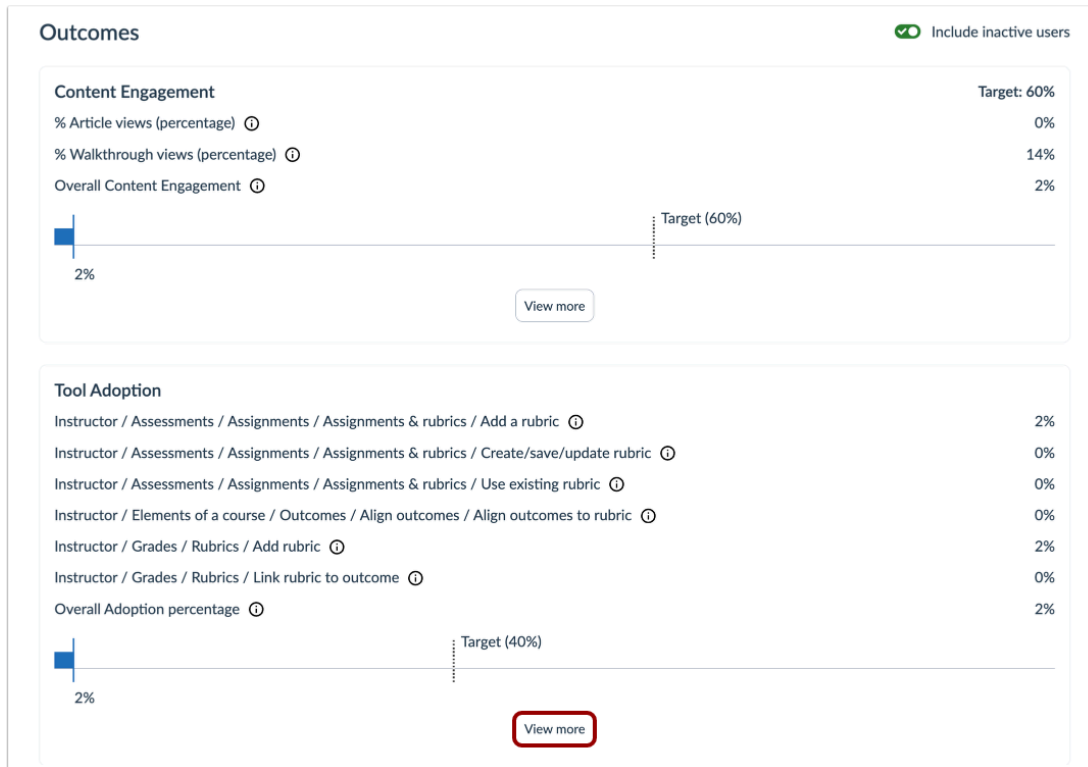 Outcomes
Include inactive users
Content Engagement
Target: 60%
% Article views (percentage)
0%
% Walkthrough views (percentage)
14%
Overall Content Engagement
2%
Target (60%)
2%
View more
Tool Adoption
Instructor / Assessments / Assignments / Assignments & rubrics / Add a rubric
2%
Instructor / Assessments / Assignments / Assignments & rubrics / Create/save/update rubric
0%
Instructor / Assessments / Assignments / Assignments & rubrics / Use existing rubric
0%
Instructor / Elements of a course / Outcomes / Align outcomes / Align outcomes to rubric
0%
Instructor / Grades / Rubrics / Add rubric
2%
Instructor / Grades / Rubrics / Link rubric to outcome
0%
Overall Adoption percentage
2%
Target (40%)
2%
View more